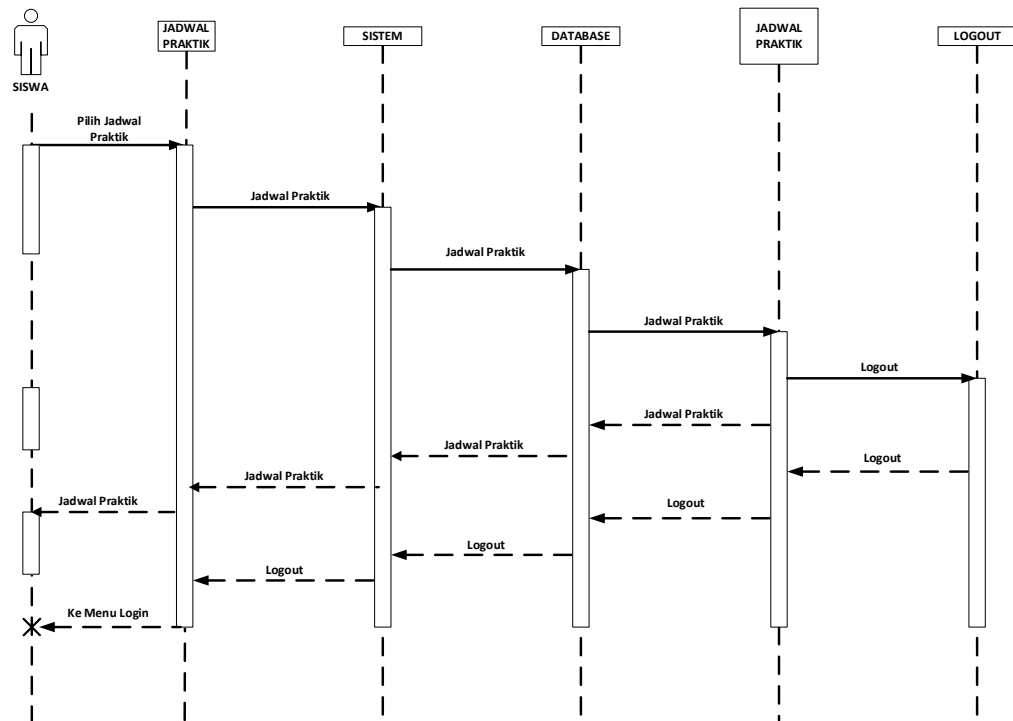 JADWAL
PRAKTIK
SISTEM
DATABASE
JADWAL
PRAKTIK
LOGOUT
SISWA
Pilih Jadwal
Praktik
Jadwal Praktik
Jadwal Praktik
Jadwal Praktik
Logout
Jadwal Praktik
Jadwal Praktik
Logout
Jadwal Praktik
Jadwal Praktik
Logout
Logout
Logout
Ke Menu Login